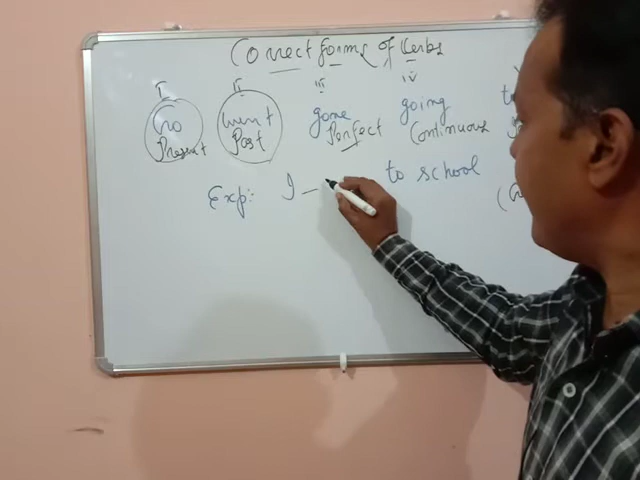 Correct forms of Verbs
I II III IV
Go went gone going
Present Past Perfect Continuous
Exp: I — to school